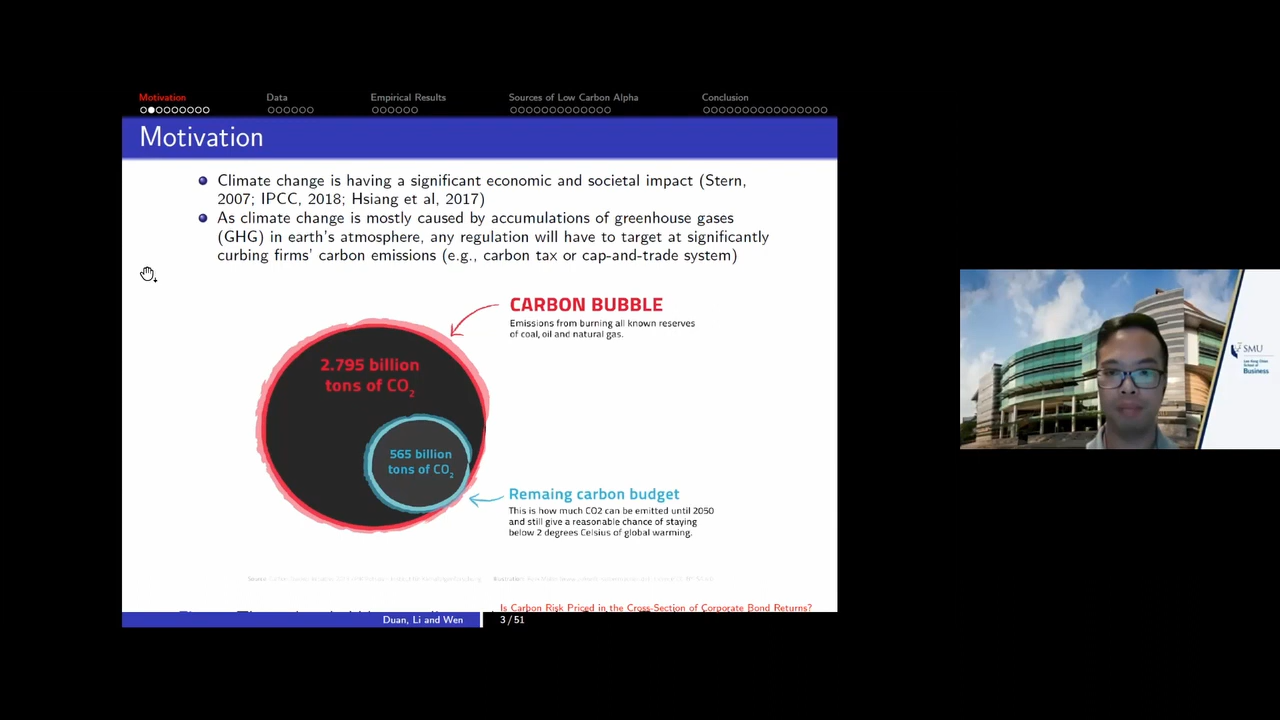 Motivation
Data
Empirical Results
Sources of Low Carbon Alpha
Conclusion
Motivation
Climate change is having a significant economic and societal impact (Stern,
2007; IPCC, 2018; Hsiang et al, 2017)
As climate change is mostly caused by accumulations of greenhouse gases
(GHG) in earth's atmosphere, any regulation will have to target at significantly
curbing firms' carbon emissions (e.g., carbon tax or cap-and-trade system)
CARBON BUBBLE
Emissions from burning all known reserves
of coal, oil and natural gas.
2.795 billion
tons of CO2
565 billion
tons of CO2
Remaing carbon budget
This is how much CO2 can be emitted until 2050
and still give a reasonable chance of staying
below 2 degrees Celsius of global warming.
Is Carbon Risk Priced in the Cross-Section of Corporate Bond Returns?
Duan, Li and Wen
3 / 51
SMU
Lee Kong Chian
School of
Business